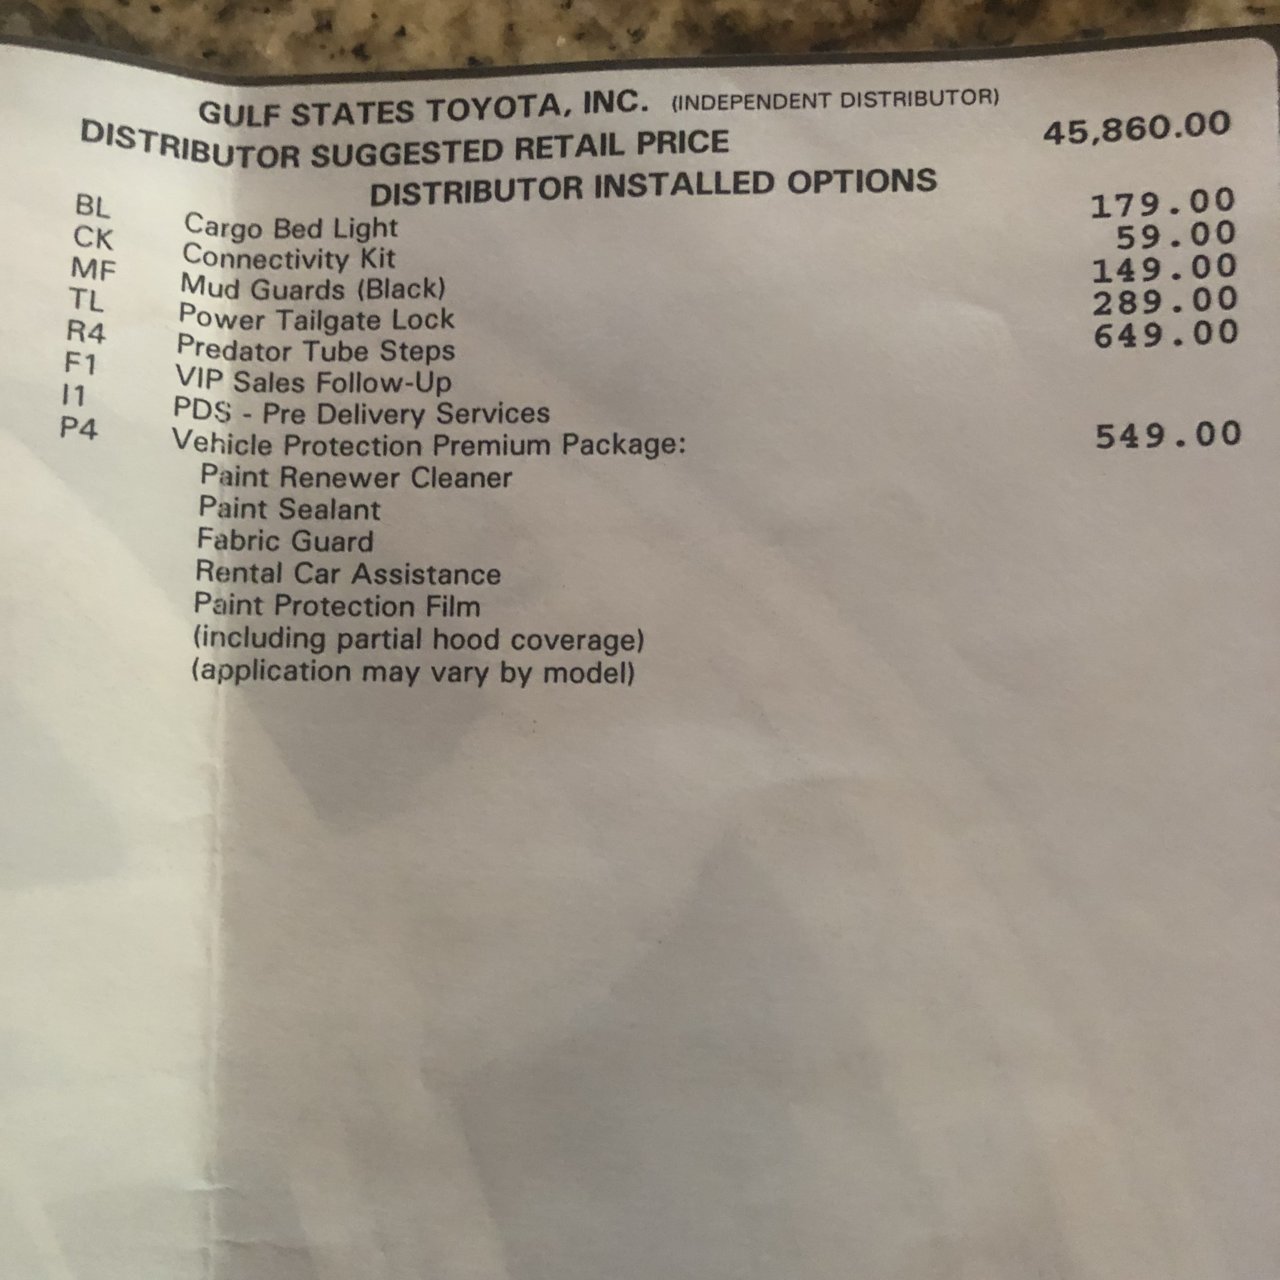 GULF STATES TOYOTA, INC. (INDEPENDENT DISTRIBUTOR)
DISTRIBUTOR SUGGESTED RETAIL PRICE 45,860.00
DISTRIBUTOR INSTALLED OPTIONS
BL Cargo Bed Light 179.00
CK Connectivity Kit 59.00
MF Mud Guards (Black) 149.00
TL Power Tailgate Lock 289.00
R4 Predator Tube Steps 649.00
F1 VIP Sales Follow-Up
I1 PDS - Pre Delivery Services
P4 Vehicle Protection Premium Package: 549.00
Paint Renewer Cleaner
Paint Sealant
Fabric Guard
Rental Car Assistance
Paint Protection Film
(including partial hood coverage)
(application may vary by model)